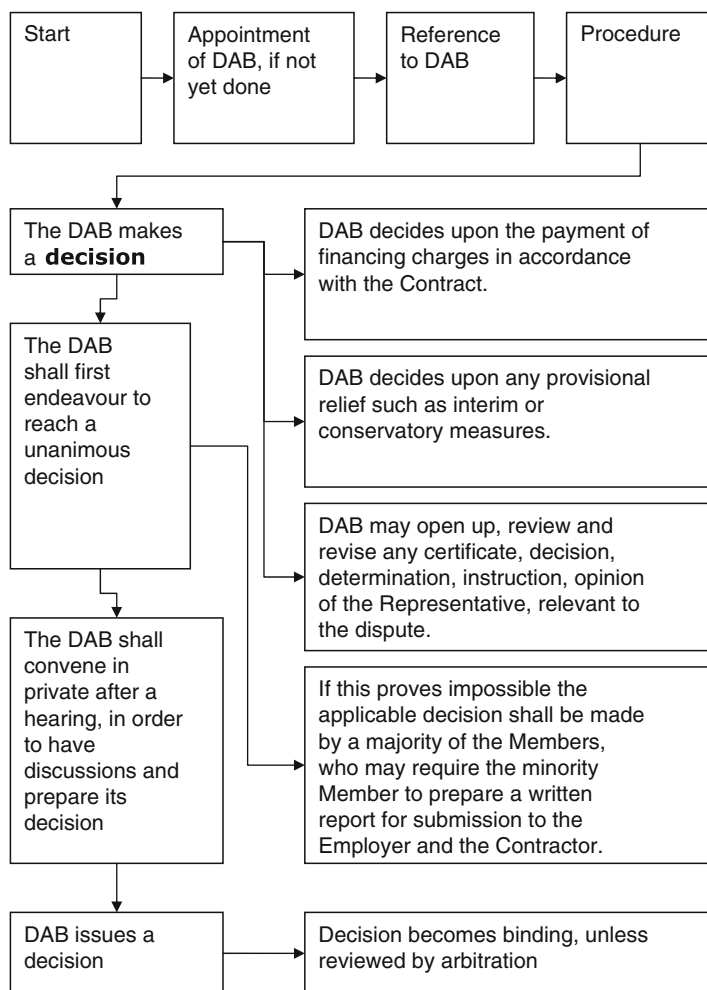 Start
Appointment
of DAB, if not
yet done
Reference
to DAB
Procedure
The DAB makes
a decision
DAB decides upon the payment of
financing charges in accordance
with the Contract.
The DAB
shall first
endeavour to
reach a
unanimous
decision
DAB decides upon any provisional
relief such as interim or
conservatory measures.
DAB may open up, review and
revise any certificate, decision,
determination, instruction, opinion
of the Representative, relevant to
the dispute.
The DAB shall
convene in
private after a
hearing, in order
to have
discussions and
prepare its
decision
If this proves impossible the
applicable decision shall be made
by a majority of the Members,
who may require the minority
Member to prepare a written
report for submission to the
Employer and the Contractor.
DAB issues a
decision
Decision becomes binding, unless
reviewed by arbitration